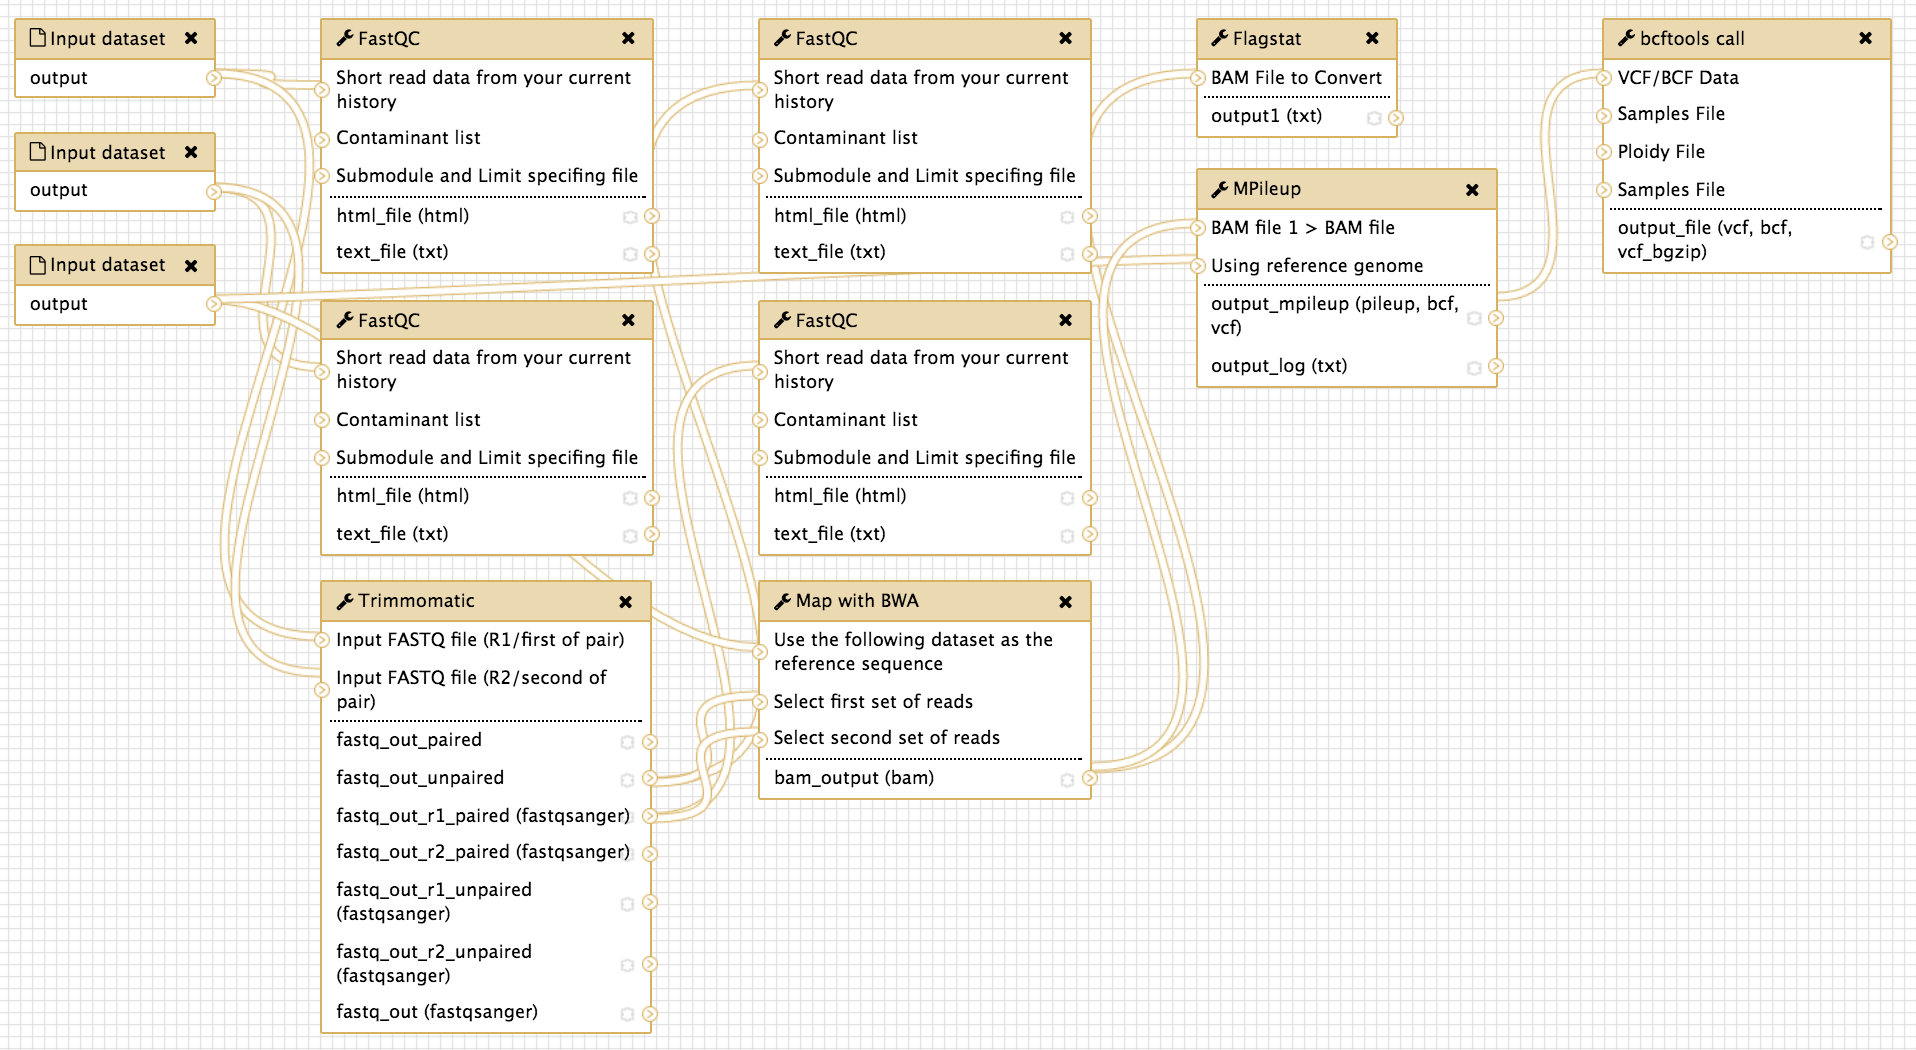 Input dataset
output
Input dataset
output
Input dataset
output
FastQC
Short read data from your current
history
Contaminant list
Submodule and Limit specifing file
html_file (html)
text_file (txt)
FastQC
Short read data from your current
history
Contaminant list
Submodule and Limit specifing file
html_file (html)
text_file (txt)
Trimmomatic
Input FASTQ file (R1/first of pair)
Input FASTQ file (R2/second of
pair)
fastq_out_paired
fastq_out_unpaired
fastq_out_r1_paired (fastqsanger)
fastq_out_r2_paired (fastqsanger)
fastq_out_r1_unpaired
(fastqsanger)
fastq_out_r2_unpaired
(fastqsanger)
fastq_out (fastqsanger)
FastQC
Short read data from your current
history
Contaminant list
Submodule and Limit specifing file
html_file (html)
text_file (txt)
FastQC
Short read data from your current
history
Contaminant list
Submodule and Limit specifing file
html_file (html)
text_file (txt)
Map with BWA
Use the following dataset as the
reference sequence
Select first set of reads
Select second set of reads
bam_output (bam)
Flagstat
BAM File to Convert
output1 (txt)
MPileup
BAM file 1 > BAM file
Using reference genome
output_mpileup (pileup, bcf,
vcf)
output_log (txt)
bcftools call
VCF/BCF Data
Samples File
Ploidy File
Samples File
output_file (vcf, bcf,
vcf_bgzip)